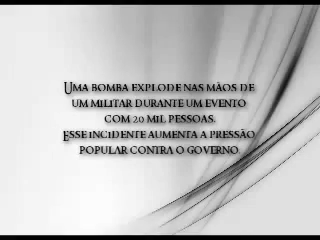 Uma bomba explode nas mãos de
um militar durante um evento
com 20 mil pessoas.
Esse incidente aumenta a pressão
popular contra o governo